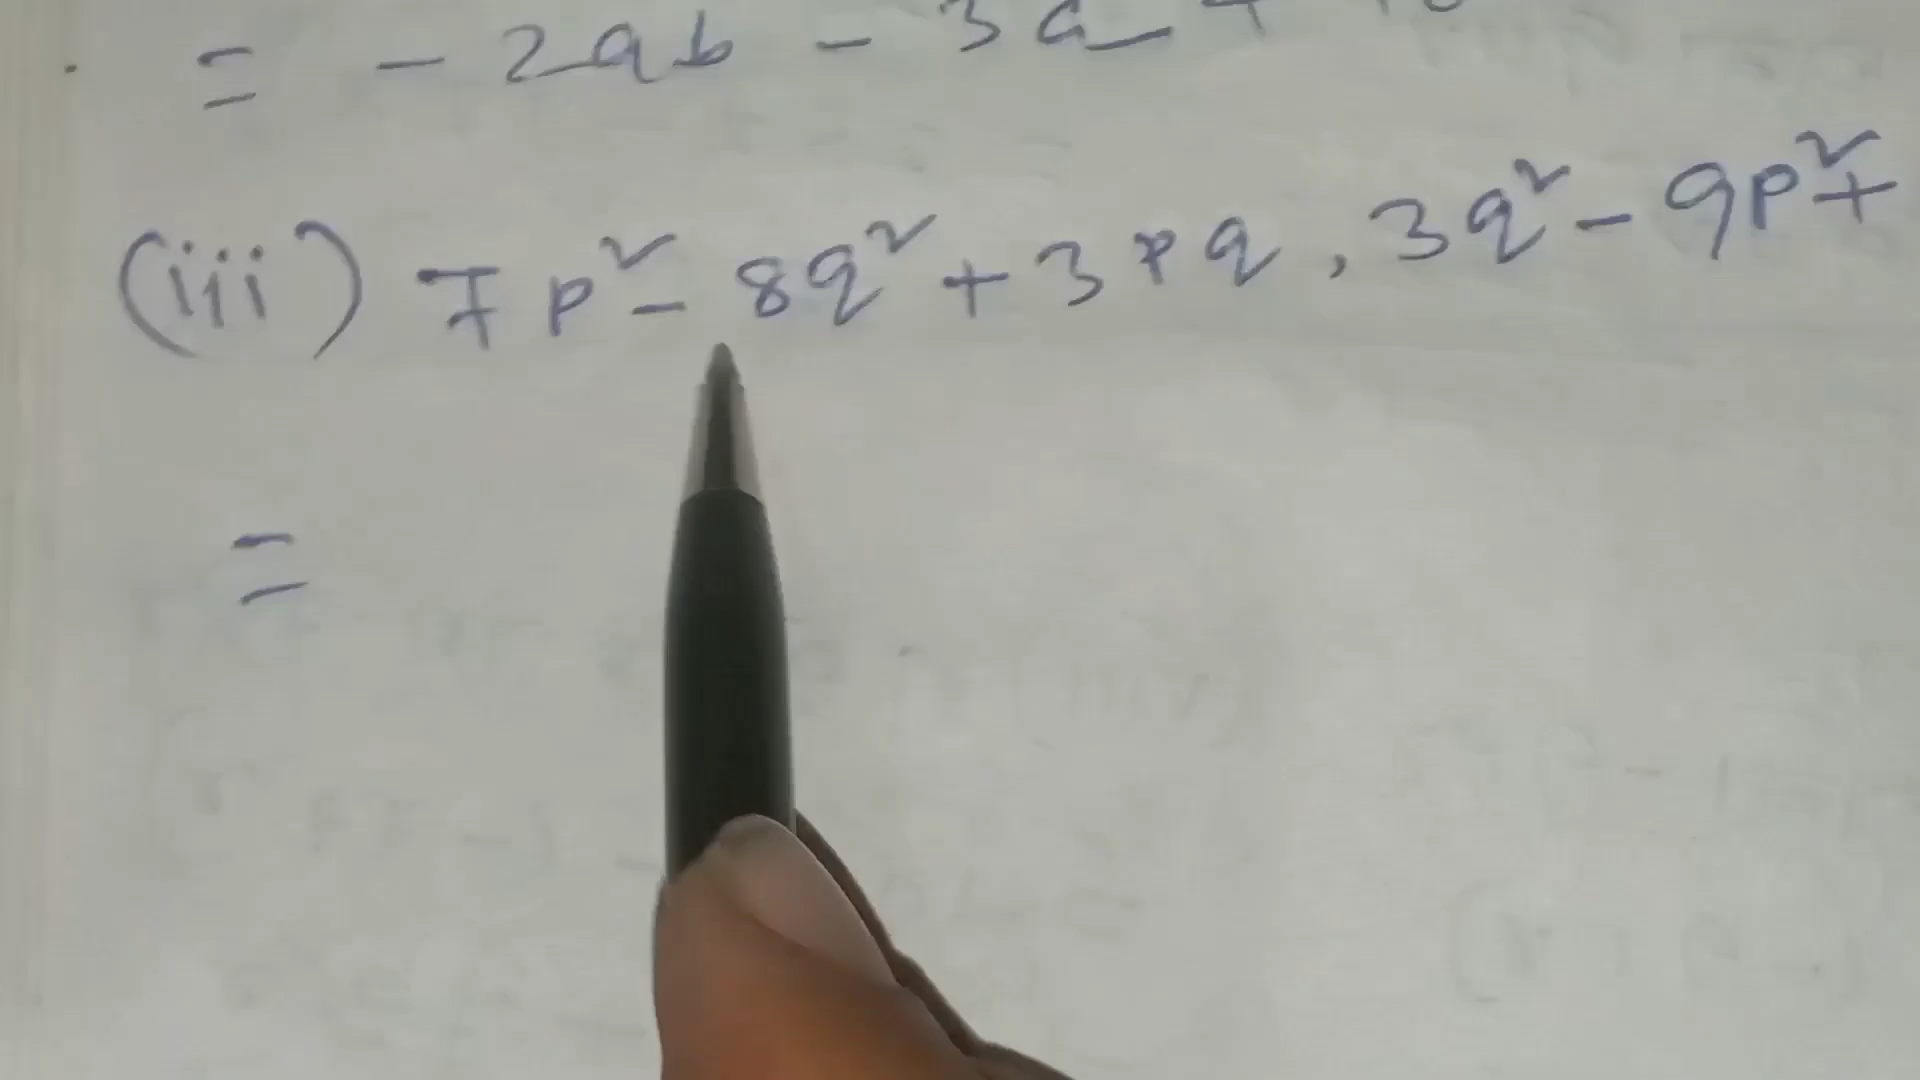 = - 2ab - 3a +
(iii) 7p² - 8q² + 3pq, 3q² - 9p² +
=